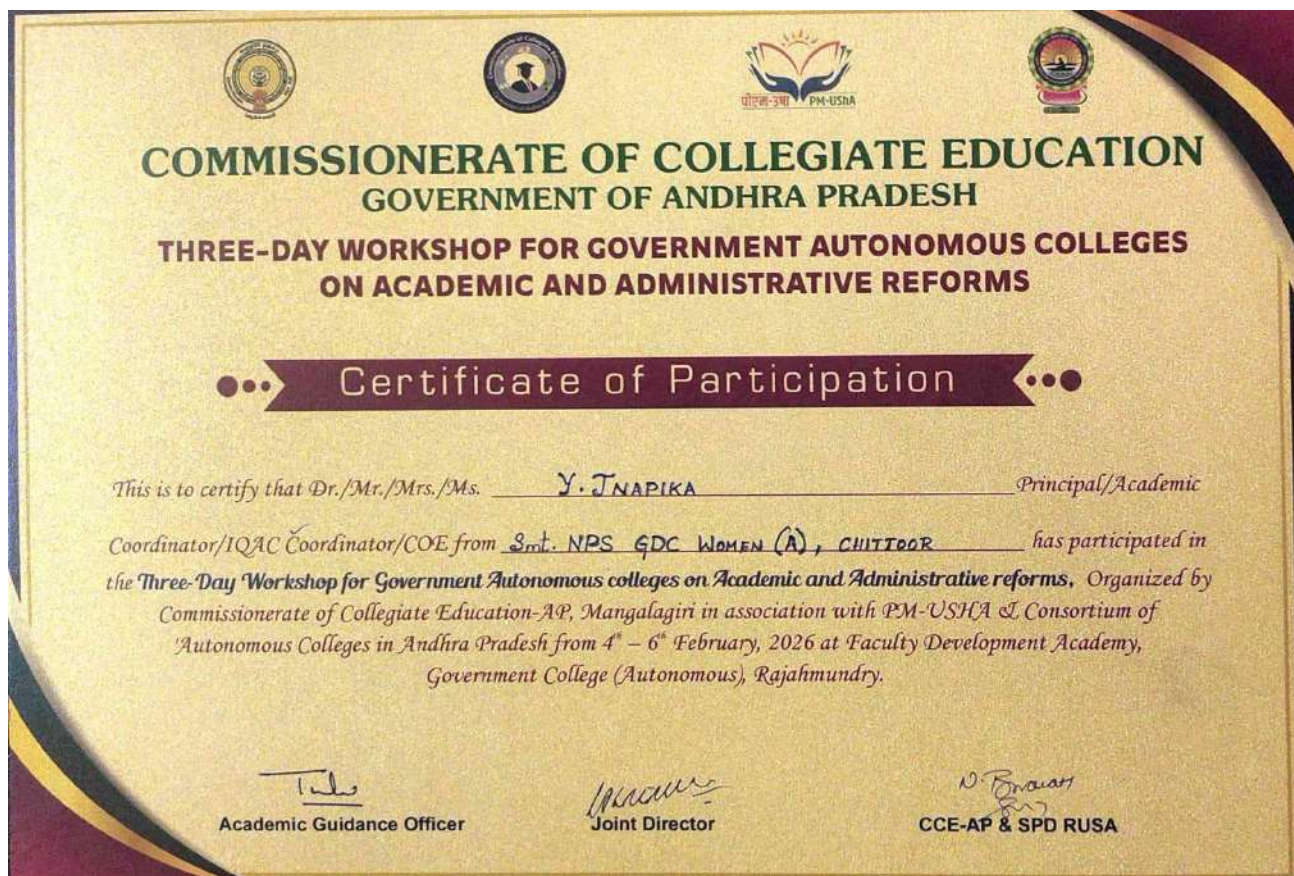 पीएम-उषा PM-USHA
COMMISSIONERATE OF COLLEGIATE EDUCATION
GOVERNMENT OF ANDHRA PRADESH
THREE-DAY WORKSHOP FOR GOVERNMENT AUTONOMOUS COLLEGES
ON ACADEMIC AND ADMINISTRATIVE REFORMS
Certificate of Participation
This is to certify that Dr./Mr./Mrs./Ms. Y. JNAPIKA Principal/Academic
Coordinator/IQAC Coordinator/COE from Smt. NPS GDC WOMEN (A), CHITTOOR has participated in
the Three-Day Workshop for Government Autonomous colleges on Academic and Administrative reforms, Organized by
Commissionerate of Collegiate Education-AP, Mangalagiri in association with PM-USHA & Consortium of
'Autonomous Colleges in Andhra Pradesh from 4th – 6th February, 2026 at Faculty Development Academy,
Government College (Autonomous), Rajahmundry.
Academic Guidance Officer
Joint Director
CCE-AP & SPD RUSA